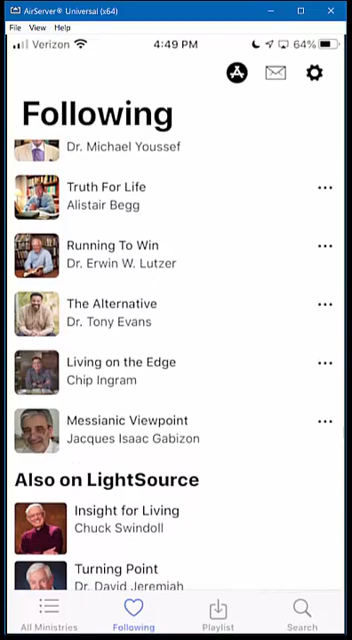 AirServer® Universal (x64)
File View Help
Verizon 4:49 PM 64%
Following
Dr. Michael Youssef
Truth For Life
Alistair Begg
Running To Win
Dr. Erwin W. Lutzer
The Alternative
Dr. Tony Evans
Living on the Edge
Chip Ingram
Messianic Viewpoint
Jacques Isaac Gabizon
Also on LightSource
Insight for Living
Chuck Swindoll
Turning Point
Dr. David Jeremiah
All Ministries Following Playlist Search